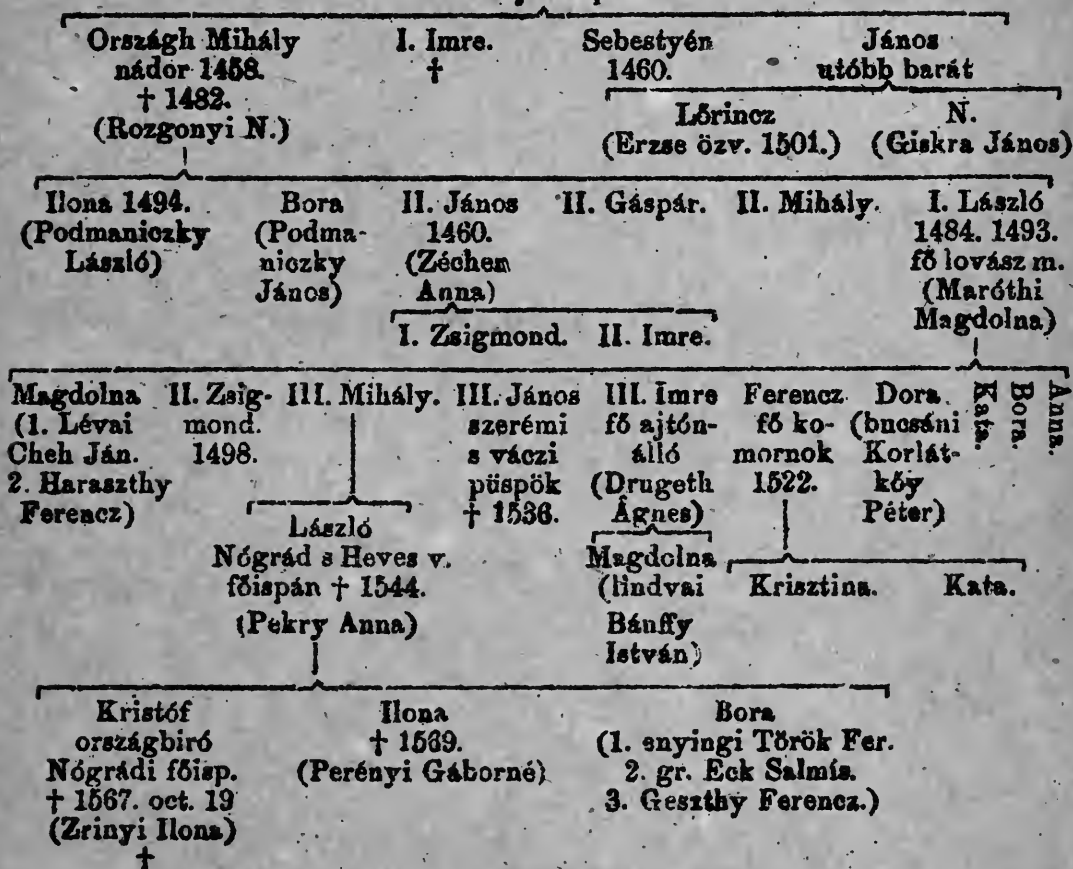 Országh Mihály I. Imre. Sebestyén János
nádor 1458. † 1460. utóbb barát
† 1482.
(Rozgonyi N.)
Lőrincz N.
(Erzse özv. 1501.) (Giskra János)
Ilona 1494. Bora II. János II. Gáspár. II. Mihály. I. László
(Podmaniczky (Podma- 1460. 1484. 1493.
László) niczky (Zéchen fő lovász m.
János) Anna) (Maróthi
Magdolna)
I. Zsigmond. II. Imre.
Magdolna II. Zsig- III. Mihály. III. János III. Imre Ferencz Dora. Kata. Bora. Anna.
(1. Lévai mond. szerémi fő ajtón- fő ko- (bucsáni
Cheh Ján. 1498. s váczi álló mornok Korlát-
2. Haraszthy püspök (Drugeth 1522. kőy
Ferencz) † 1536. Ágnes) Péter)
László
Nógrád s Heves v.
főispán † 1544.
(Pekry Anna)
Magdolna Krisztina. Kata.
(lindvai
Bánffy
István)
Kristóf Ilona Bora
országbiró † 1569. (1. enyingi Török Fer.
Nógrádi főisp. (Perényi Gáborné) 2. gr. Eck Salmis.
† 1567. oct. 19 3. Geszthy Ferencz.)
(Zrinyi Ilona)
†